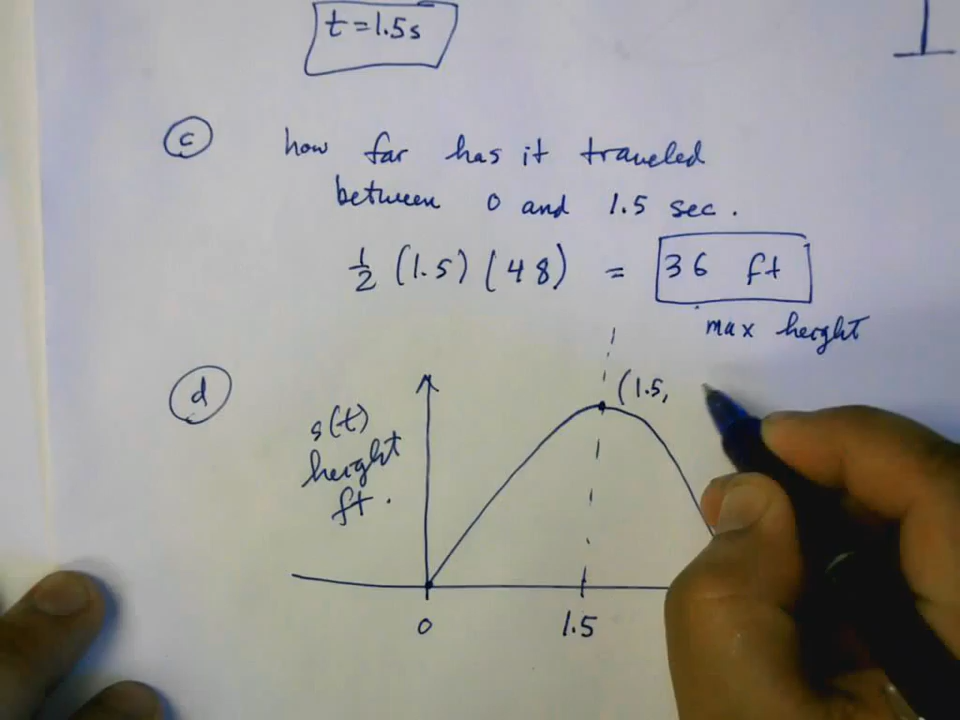 t=1.5s
c how far has it traveled
between 0 and 1.5 sec.
½ (1.5) (48) = 36 ft
max height
d
s(t)
height
ft.
(1.5,
0 1.5